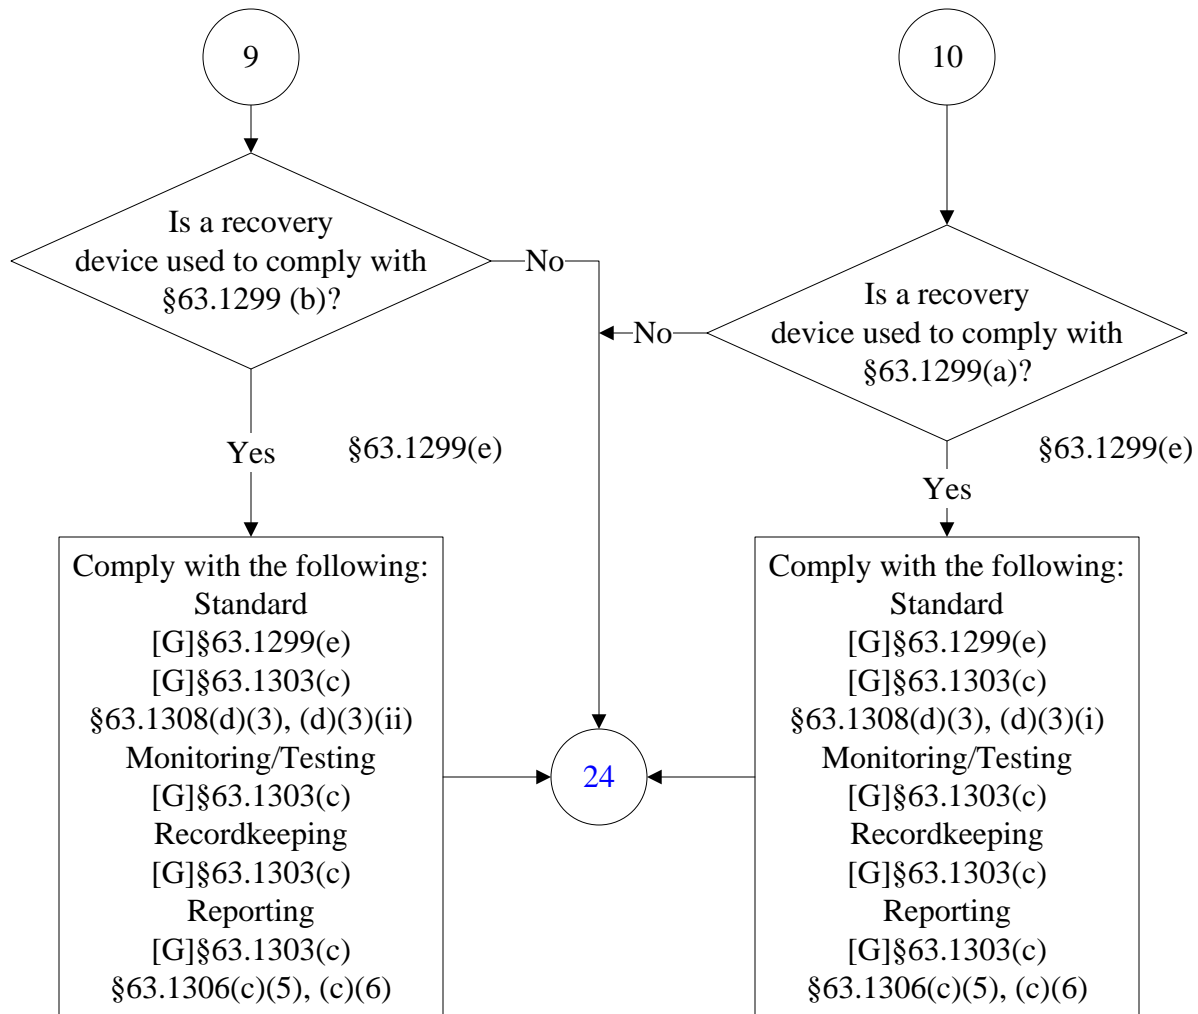 9
Is a recovery
device used to comply with
§63.1299 (b)?
No
Yes
§63.1299(e)
Comply with the following:
Standard
[G]§63.1299(e)
[G]§63.1303(c)
§63.1308(d)(3), (d)(3)(ii)
Monitoring/Testing
[G]§63.1303(c)
Recordkeeping
[G]§63.1303(c)
Reporting
[G]§63.1303(c)
§63.1306(c)(5), (c)(6)
10
Is a recovery
device used to comply with
§63.1299(a)?
No
Yes
§63.1299(e)
Comply with the following:
Standard
[G]§63.1299(e)
[G]§63.1303(c)
§63.1308(d)(3), (d)(3)(i)
Monitoring/Testing
[G]§63.1303(c)
Recordkeeping
[G]§63.1303(c)
Reporting
[G]§63.1303(c)
§63.1306(c)(5), (c)(6)
24